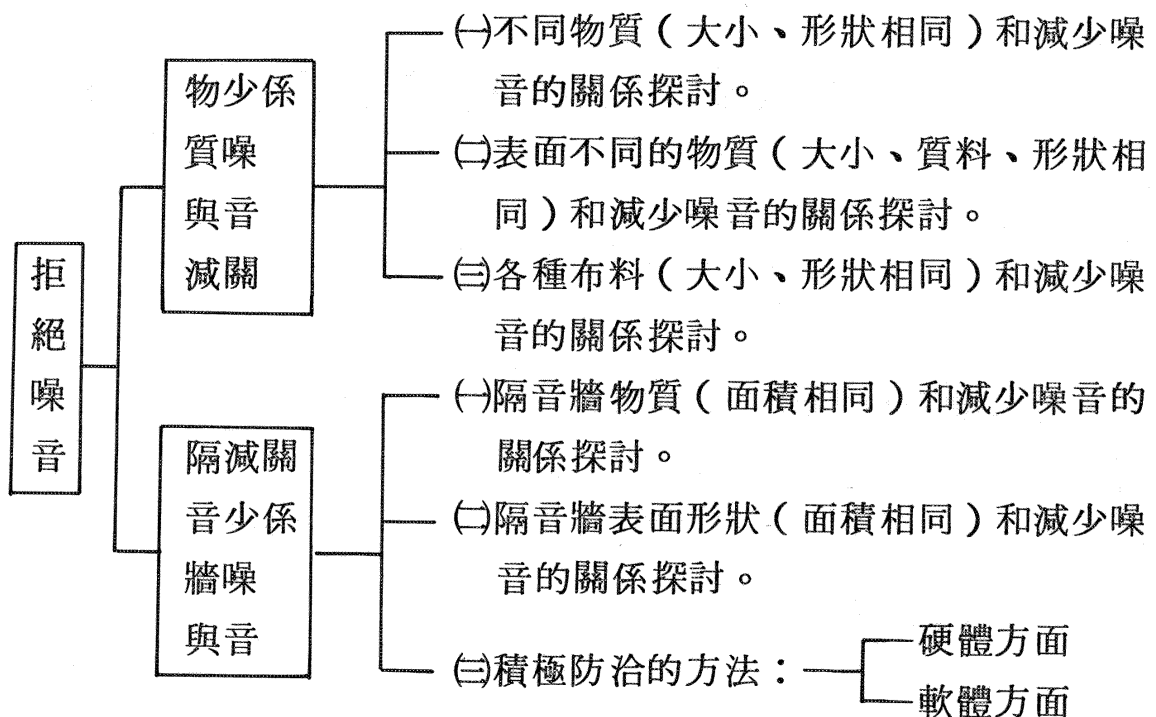 拒絕噪音
物質與減
少噪音關
係
㈠不同物質（大小、形狀相同）和減少噪
音的關係探討。
㈡表面不同的物質（大小、質料、形狀相
同）和減少噪音的關係探討。
㈢各種布料（大小、形狀相同）和減少噪
音的關係探討。
隔音牆與
減少噪音
關係
㈠隔音牆物質（面積相同）和減少噪音的
關係探討。
㈡隔音牆表面形狀（面積相同）和減少噪
音的關係探討。
㈢積極防洽的方法：
硬體方面
軟體方面